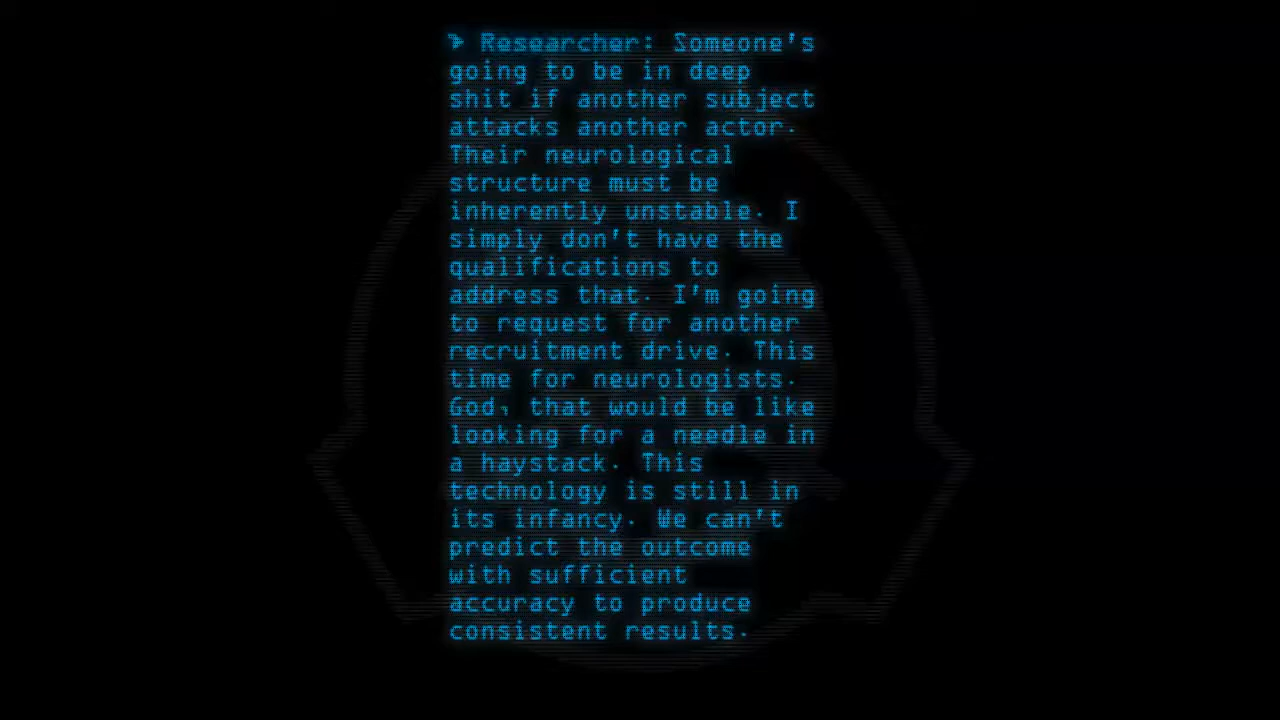 > Researcher: Someone's
going to be in deep
shit if another subject
attacks another actor.
Their neurological
structure must be
inherently unstable. I
simply don't have the
qualifications to
address that. I'm going
to request for another
recruitment drive. This
time for neurologists.
God, that would be like
looking for a needle in
a haystack. This
technology is still in
its infancy. We can't
predict the outcome
with sufficient
accuracy to produce
consistent results.